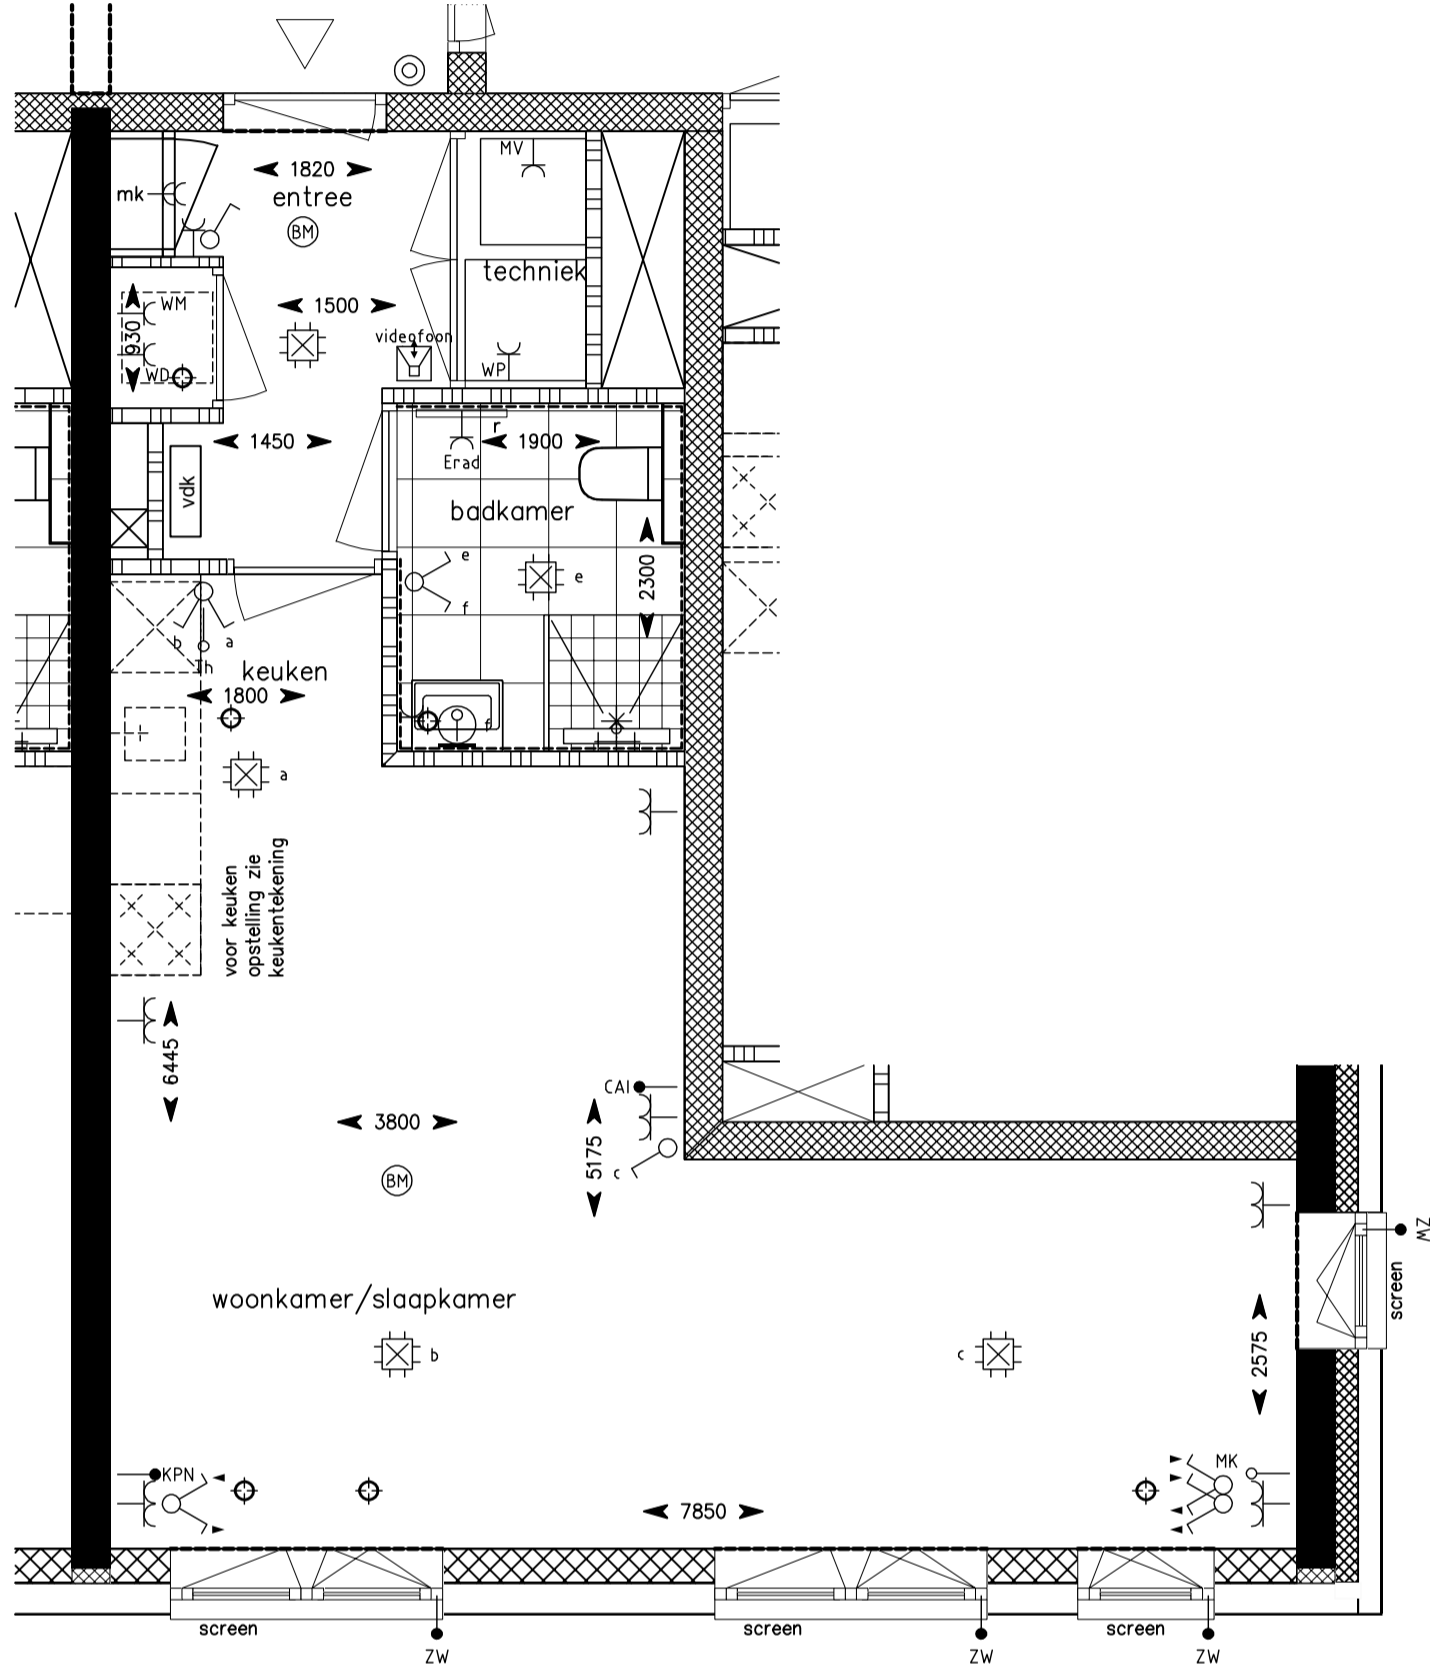 MV
1820
mk
entree
BM
techniek
WM
1500
930
videofoon
WP
WD
r
1450
1900
Erad
vdk
badkamer
e
e
2300
f
b
a
Th
keuken
1800
f
a
voor keuken
opstelling zie
keukentekening
6445
CAI
3800
5175
c
BM
ZW
screen
woonkamer/slaapkamer
b
c
2575
KPN
MK
7850
screen
screen
screen
ZW
ZW
ZW